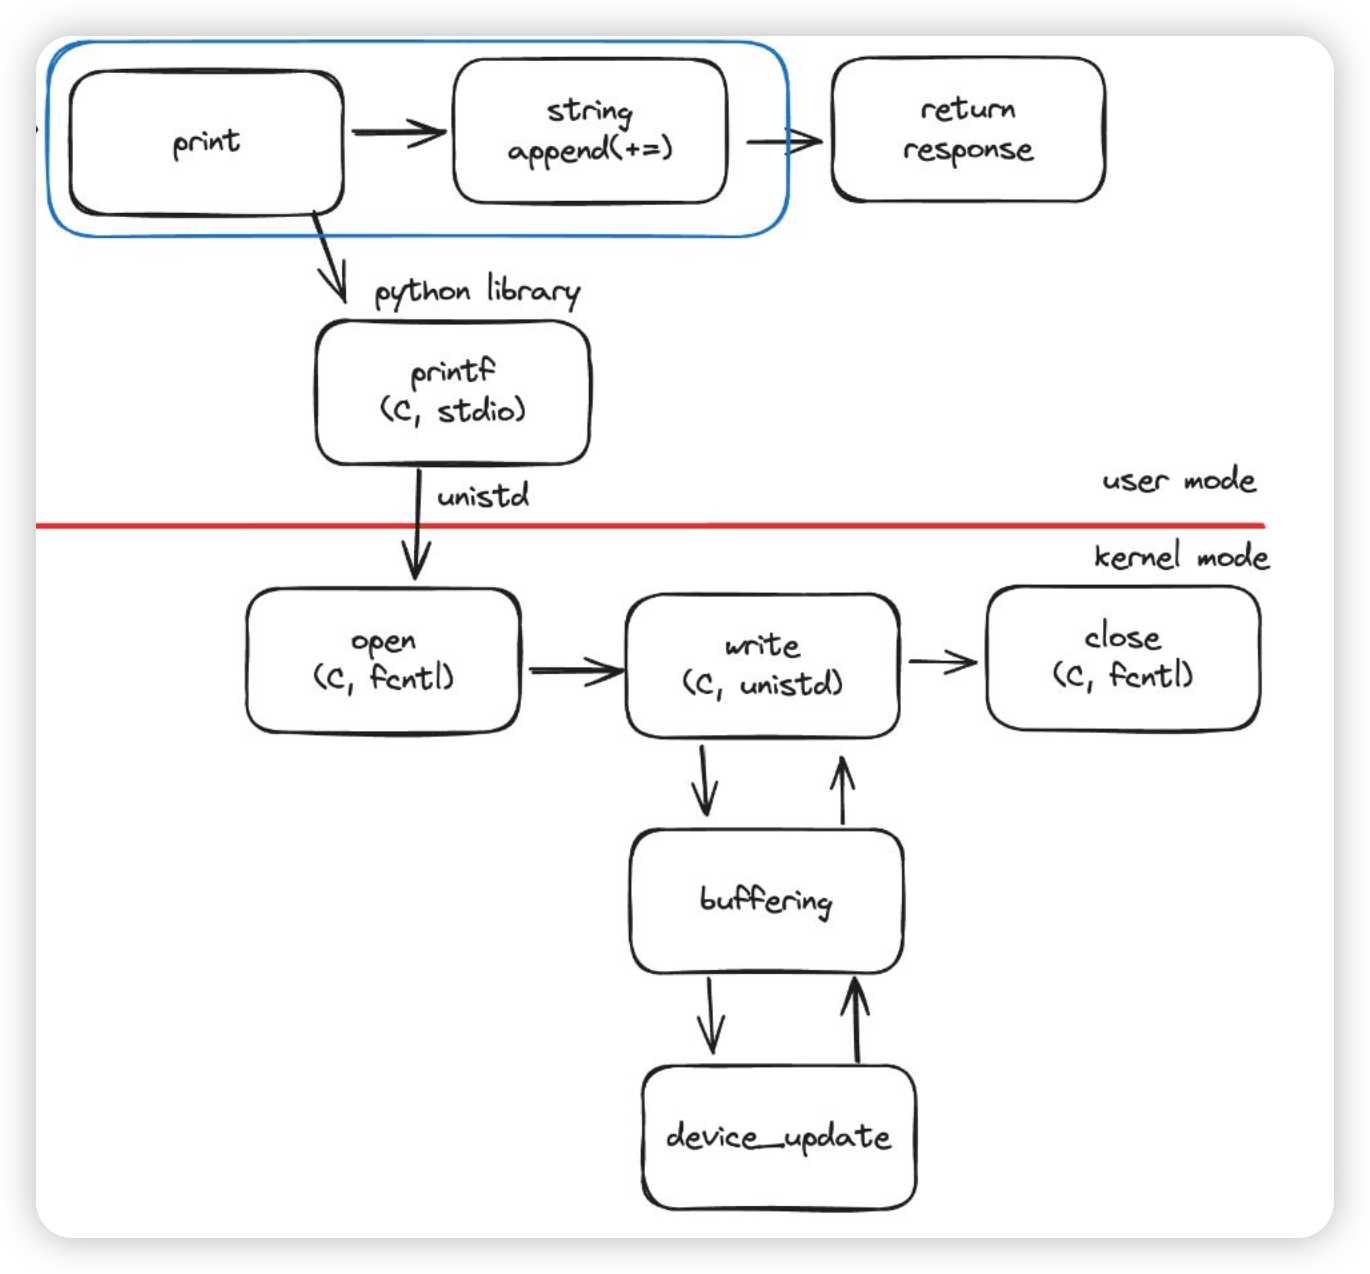 print
string
append(+=)
return
response
python library
printf
(C, stdio)
unistd
user mode
kernel mode
open
(C, fcntl)
write
(C, unistd)
close
(C, fcntl)
buffering
device_update